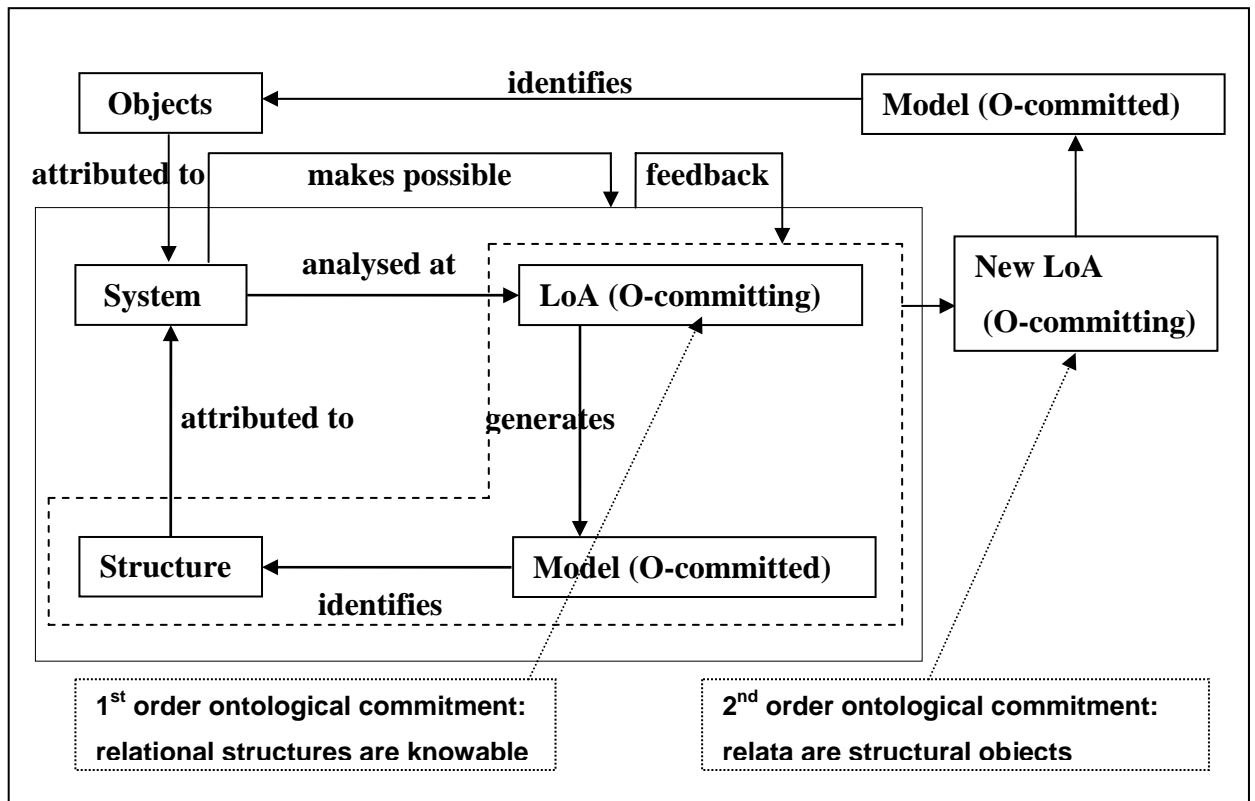 identifies
Objects
Model (O-committed)
attributed to
makes possible
feedback
System
analysed at
LoA (O-committing)
New LoA
(O-committing)
attributed to
generates
Structure
Model (O-committed)
identifies
1st order ontological commitment:
relational structures are knowable
2nd order ontological commitment:
relata are structural objects